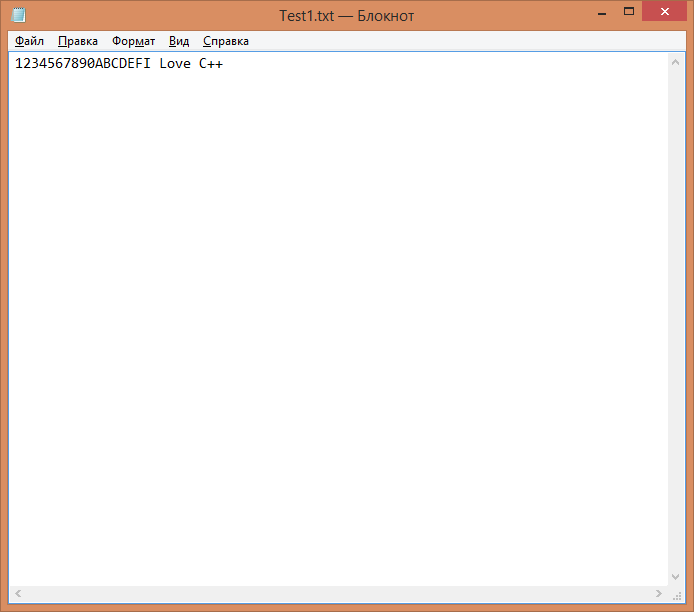 Test1.txt — Блокнот
Файл Правка Формат Вид Справка
1234567890ABCDEFI Love C++